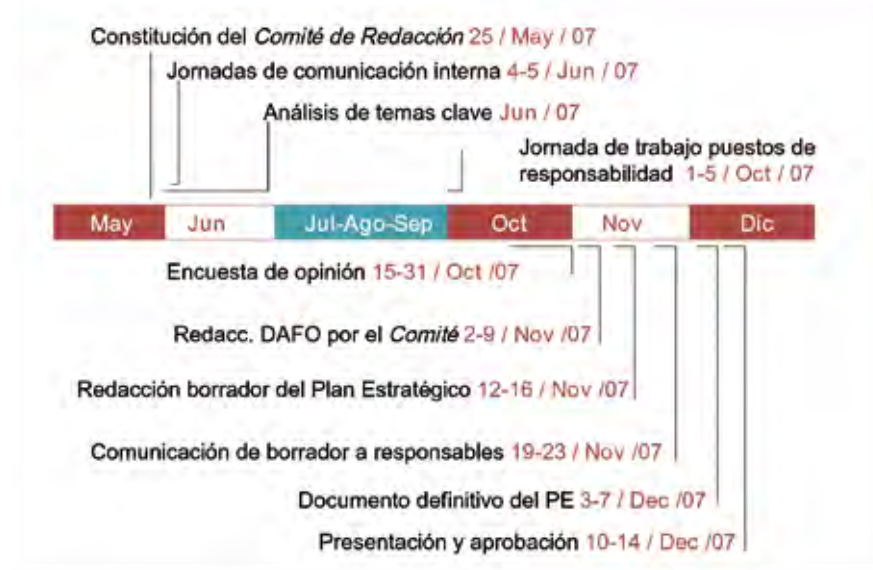 Constitución del Comité de Redacción 25 / May / 07
Jornadas de comunicación interna 4-5 / Jun / 07
Análisis de temas clave Jun / 07
Jornada de trabajo puestos de
responsabilidad 1-5 / Oct / 07
May Jun Jul-Ago-Sep Oct Nov Dic
Encuesta de opinión 15-31 / Oct /07
Redacc. DAFO por el Comité 2-9 / Nov /07
Redacción borrador del Plan Estratégico 12-16 / Nov /07
Comunicación de borrador a responsables 19-23 / Nov /07
Documento definitivo del PE 3-7 / Dec /07
Presentación y aprobación 10-14 / Dec /07